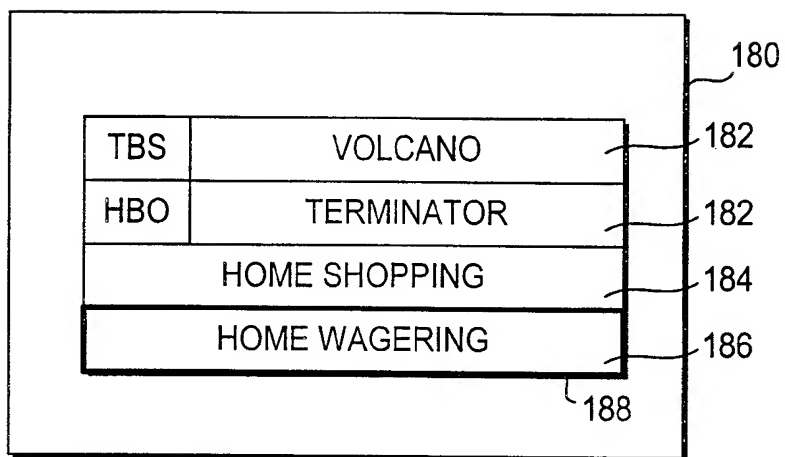 180
TBS VOLCANO 182
HBO TERMINATOR 182
HOME SHOPPING 184
HOME WAGERING 186
188